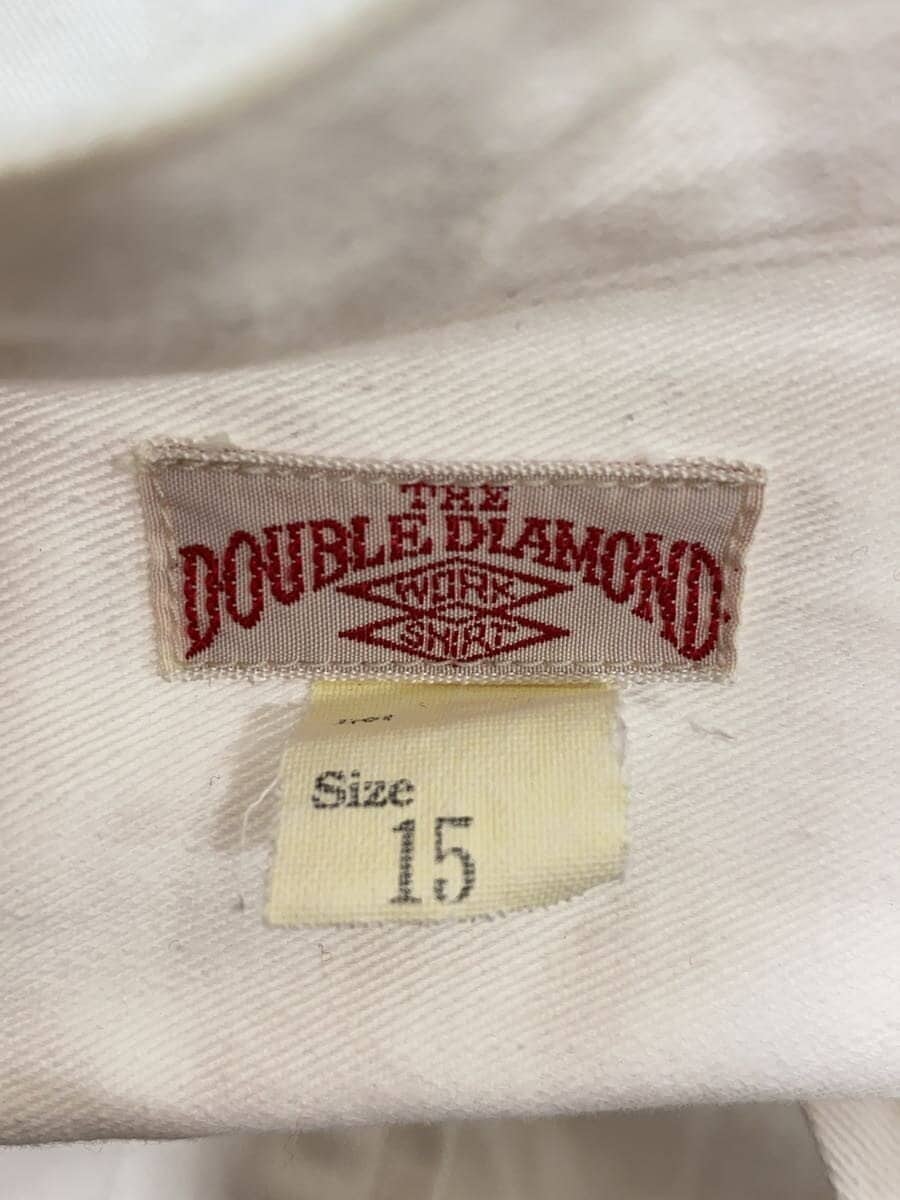 THE
DOUBLE DIAMOND
WORK
SHIRT
Size
15